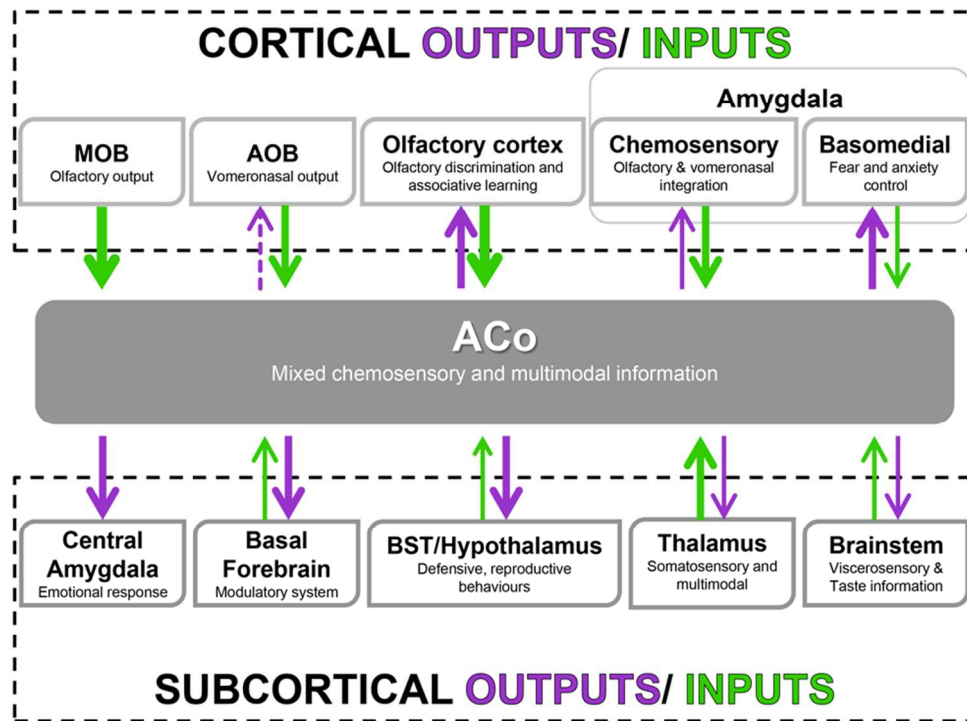 CORTICAL OUTPUTS/ INPUTS
Amygdala
MOB
Olfactory output
AOB
Vomeronasal output
Olfactory cortex
Olfactory discrimination and
associative learning
Chemosensory
Olfactory & vomeronasal
integration
Basomedial
Fear and anxiety
control
ACo
Mixed chemosensory and multimodal information
Central
Amygdala
Emotional response
Basal
Forebrain
Modulatory system
BST/Hypothalamus
Defensive, reproductive
behaviours
Thalamus
Somatosensory and
multimodal
Brainstem
Viscerosensory &
Taste information
SUBCORTICAL OUTPUTS/ INPUTS